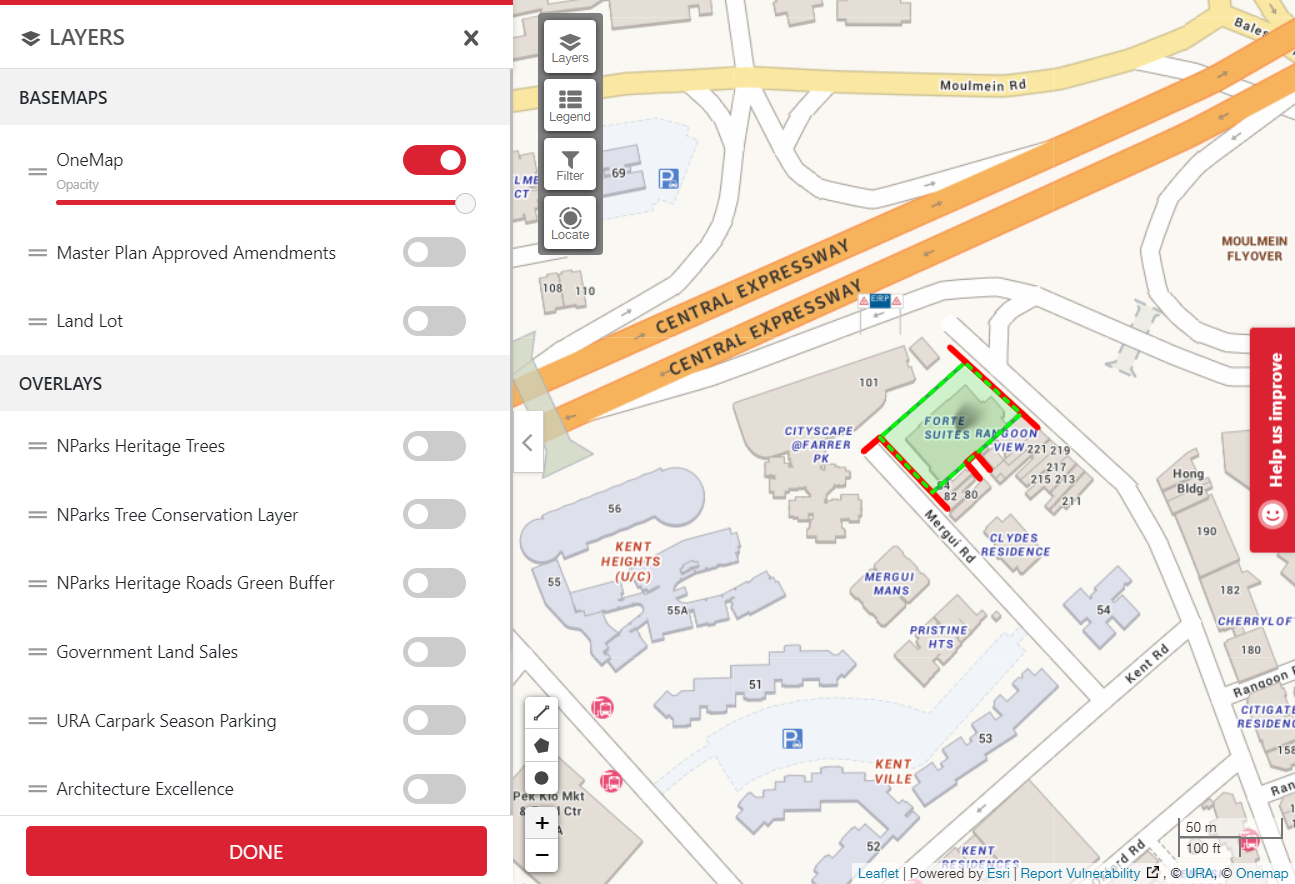 LAYERS
BASEMAPS
OneMap
Opacity
Master Plan Approved Amendments
Land Lot
OVERLAYS
NParks Heritage Trees
NParks Tree Conservation Layer
NParks Heritage Roads Green Buffer
Government Land Sales
URA Carpark Season Parking
Architecture Excellence
DONE
Layers
Legend
Filter
Locate
Moulmein Rd
Bales
69
P
LME
CT
108
110
CENTRAL EXPRESSWAY
CENTRAL EXPRESSWAY
ERP
MOULMEIN
FLYOVER
Help us improve
101
CITYSCAPE
@FARRER
PK
FORTE
SUITES
RANGOON
VIEW
221 219
217
215 213
211
82 80
Mergui Rd
CLYDES
RESIDENCE
Hong
Bldg
190
182
CHERRYLOF
180
Rangoon
CITIGATE
RESIDENC
158
Ran
56
KENT
HEIGHTS
(U/C)
55
55A
MERGUI
MANS
PRISTINE
HTS
54
Kent Rd
51
P
53
KENT
VILLE
52
KENT
RESIDENCES
Pek Kio Mkt
Ctr
50 m
100 ft
+
−
Leaflet | Powered by Esri | Report Vulnerability , © URA, © Onemap